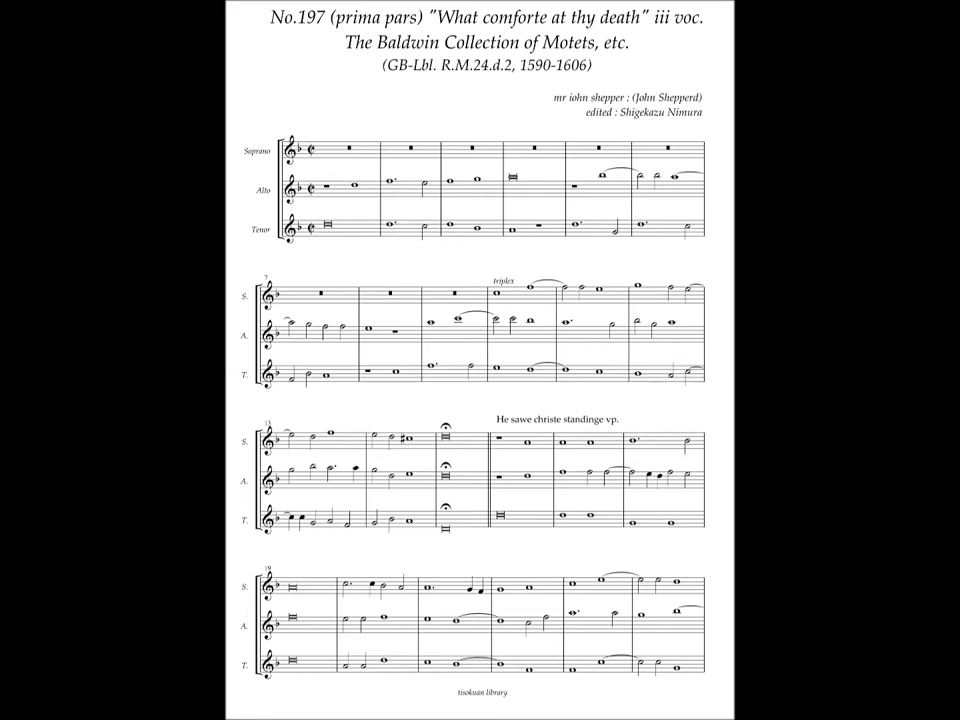 No.197 (prima pars) "What comforte at thy death" iii voc.
The Baldwin Collection of Motets, etc.
(GB-Lbl. R.M.24.d.2, 1590-1606)
mr iohn shepper : (John Shepperd)
edited : Shigekazu Nimura
Soprano
Alto
Tenor
7
triplex
S.
A.
T.
13
He sawe christe standinge vp.
S.
A.
T.
19
S.
A.
T.
tisokuan library